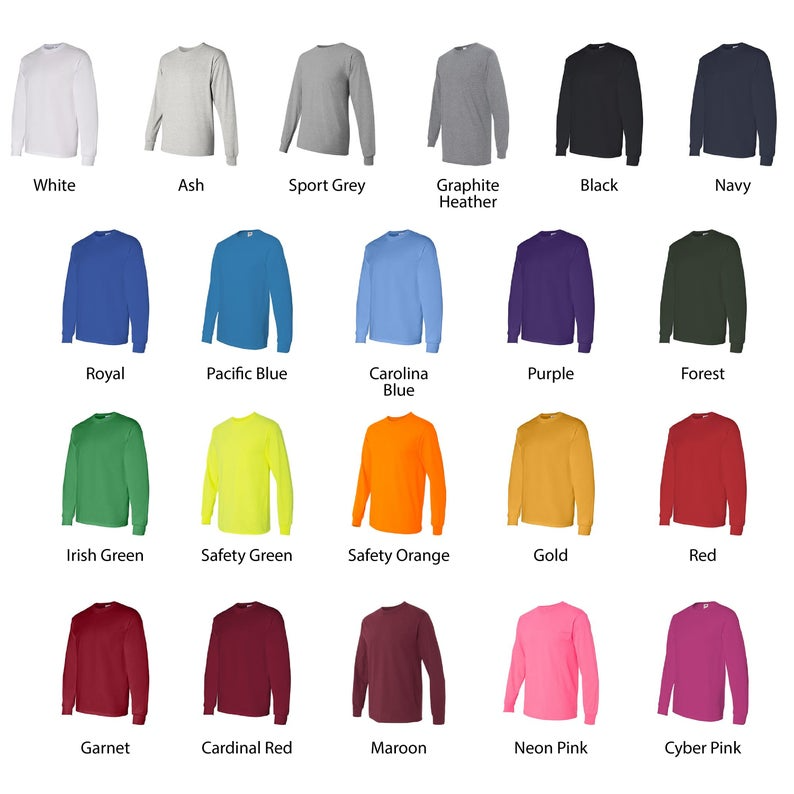 White
Ash
Sport Grey
Graphite
Heather
Black
Navy
Royal
Pacific Blue
Carolina
Blue
Purple
Forest
Irish Green
Safety Green
Safety Orange
Gold
Red
Garnet
Cardinal Red
Maroon
Neon Pink
Cyber Pink